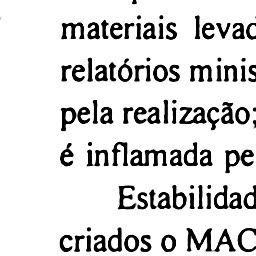 materiais levad
relatórios minis
pela realização;
é inflamada pe
Estabilidad
criados o MAC